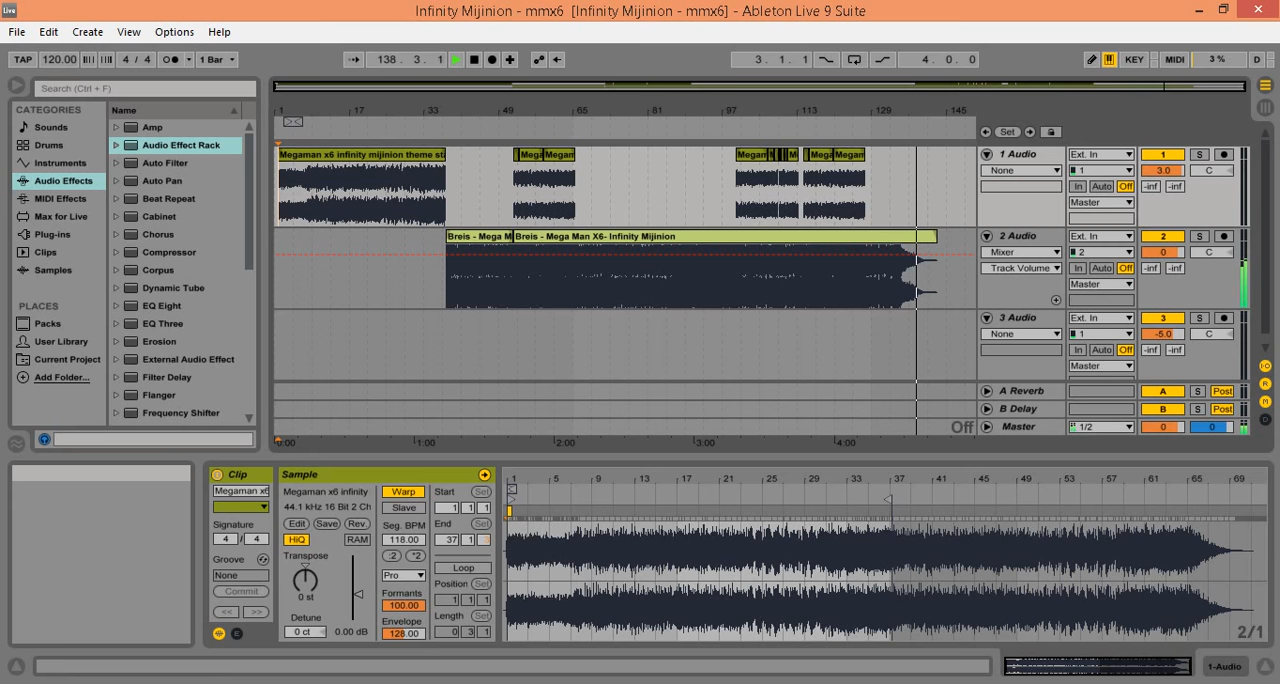 Live
Infinity Mijinion - mmx6 [Infinity Mijinion - mmx6] - Ableton Live 9 Suite
File Edit Create View Options Help
TAP 120.00 4 / 4 1 Bar 138. 3. 1 3. 1. 1 4. 0. 0 KEY MIDI 3 % D
Search (Ctrl + F)
CATEGORIES
Sounds
Drums
Instruments
Audio Effects
MIDI Effects
Max for Live
Plug-ins
Clips
Samples
PLACES
Packs
User Library
Current Project
Add Folder...
Name
Amp
Audio Effect Rack
Auto Filter
Auto Pan
Beat Repeat
Cabinet
Chorus
Compressor
Corpus
Dynamic Tube
EQ Eight
EQ Three
Erosion
External Audio Effect
Filter Delay
Flanger
Frequency Shifter
1 17 33 49 65 81 97 113 129 145
Set
Megaman x6 infinity mijinion theme st
Mega Megam Megam M Mega Megam
Breis - Mega M Breis - Mega Man X6- Infinity Mijinion
1 Audio Ext. In 1 S
None 1 3.0 C
In Auto Off -inf -inf
Master
2 Audio Ext. In 2 S
Mixer 2 0 C
Track Volume In Auto Off -inf -inf
Master
3 Audio Ext. In 3 S
None 1 -5.0 C
In Auto Off -inf -inf
Master
A Reverb A S Post
B Delay B S Post
Off Master 1/2 0 0
0:00 1:00 2:00 3:00 4:00
Clip
Megaman x6
Signature
4 / 4
Groove
None
Commit
<< >>
E
Sample
Megaman x6 infinity
44.1 kHz 16 Bit 2 Ch
Edit Save Rev.
HiQ RAM
Transpose
0 st
Detune
0 ct 0.00 dB
Warp
Slave
Seg. BPM
118.00
:2 *2
Pro
Formants
100.00
Envelope
128.00
Start Set
1 1 1
End Set
37 1
Loop
Position Set
1 1 1
Length Set
0 3 1
1 5 9 13 17 21 25 29 33 37 41 45 49 53 57 61 65 69
2/1
1-Audio